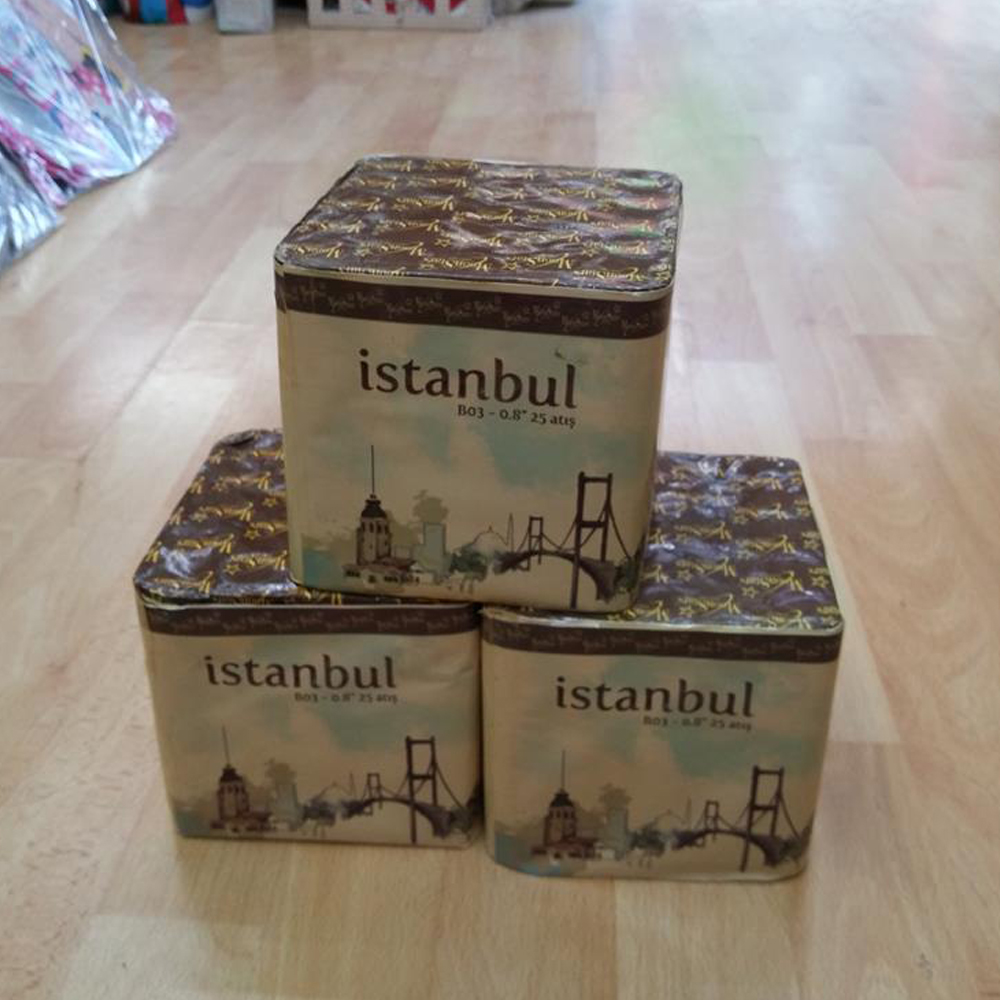 istanbul
B03 - 0.8" 25 atış
istanbul
B03 - 0.8" 25 atış
istanbul
B03 - 0.8" 25 atış